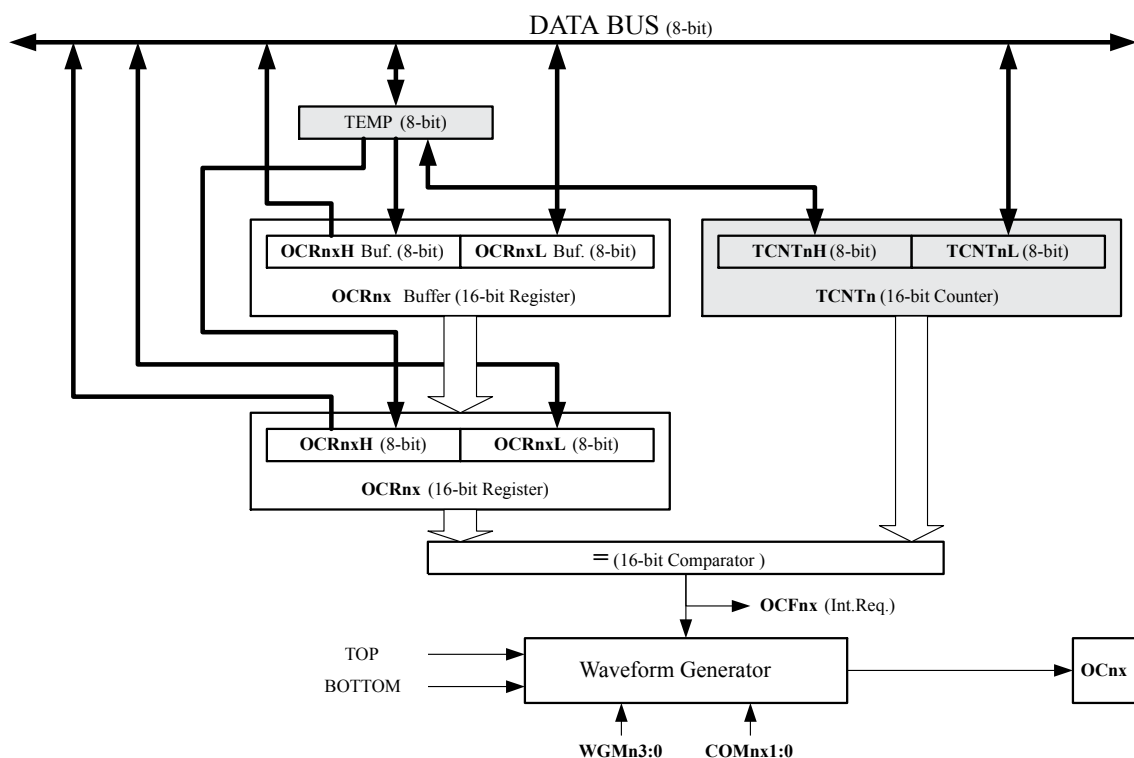 DATA BUS (8-bit)
TEMP (8-bit)
OCRnxH Buf. (8-bit)
OCRnxL Buf. (8-bit)
OCRnx Buffer (16-bit Register)
TCNTnH (8-bit)
TCNTnL (8-bit)
TCNTn (16-bit Counter)
OCRnxH (8-bit)
OCRnxL (8-bit)
OCRnx (16-bit Register)
= (16-bit Comparator )
OCFnx (Int.Req.)
TOP
BOTTOM
Waveform Generator
OCnx
WGMn3:0
COMnx1:0